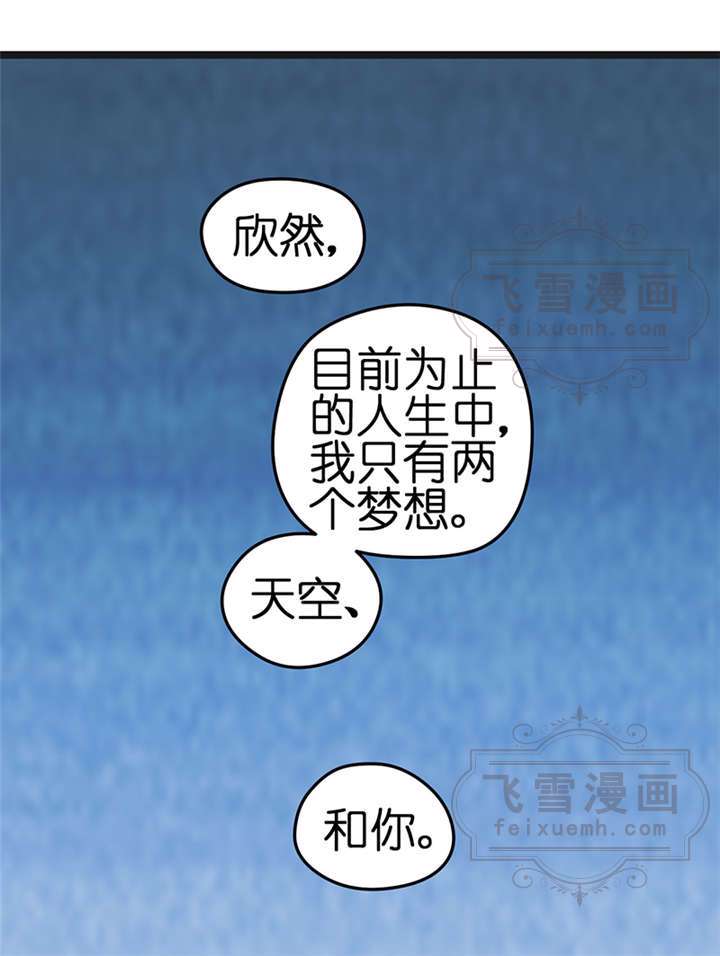 欣然，
飞雪漫画
feixuemh.com
目前为止
的人生中，
我只有两
个梦想。
天空、
飞雪漫画
feixuemh.com
和你。